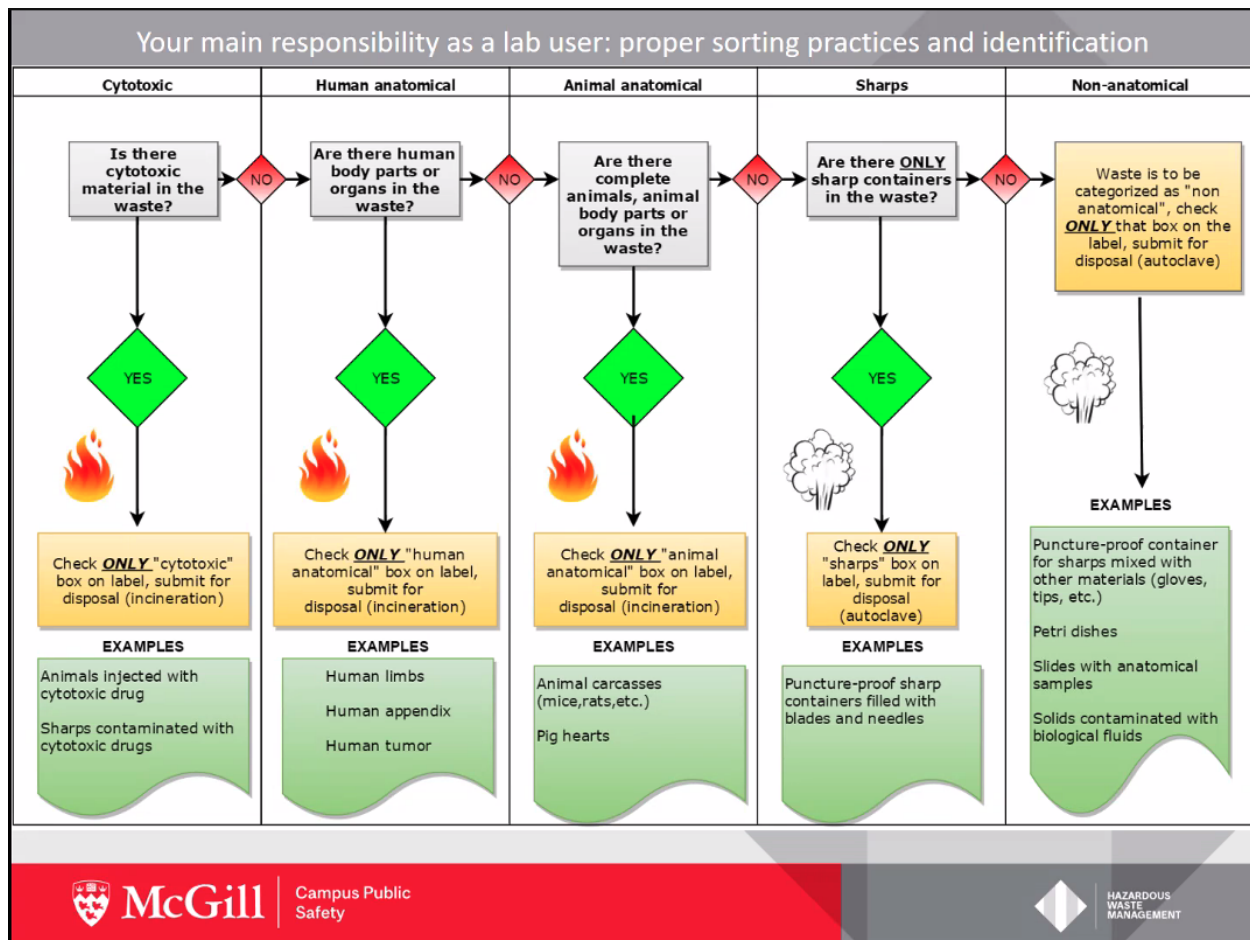 Your main responsibility as a lab user: proper sorting practices and identification
Cytotoxic
Human anatomical
Animal anatomical
Sharps
Non-anatomical
Is there
cytotoxic
material in the
waste?
NO
Are there human
body parts or
organs in the
waste?
NO
Are there
complete
animals, animal
body parts or
organs in the
waste?
NO
Are there ONLY
sharp containers
in the waste?
NO
Waste is to be
categorized as "non
anatomical", check
ONLY that box on the
label, submit for
disposal (autoclave)
YES
YES
YES
YES
Check ONLY "cytotoxic"
box on label, submit for
disposal (incineration)
Check ONLY "human
anatomical" box on label,
submit for
disposal (incineration)
Check ONLY "animal
anatomical" box on label,
submit for
disposal (incineration)
Check ONLY
"sharps" box on
label, submit for
disposal
(autoclave)
EXAMPLES
Animals injected with
cytotoxic drug
Sharps contaminated with
cytotoxic drugs
EXAMPLES
Human limbs
Human appendix
Human tumor
EXAMPLES
Animal carcasses
(mice,rats,etc.)
Pig hearts
EXAMPLES
Puncture-proof sharp
containers filled with
blades and needles
EXAMPLES
Puncture-proof container
for sharps mixed with
other materials (gloves,
tips, etc.)
Petri dishes
Slides with anatomical
samples
Solids contaminated with
biological fluids
McGill
Campus Public
Safety
HAZARDOUS
WASTE
MANAGEMENT